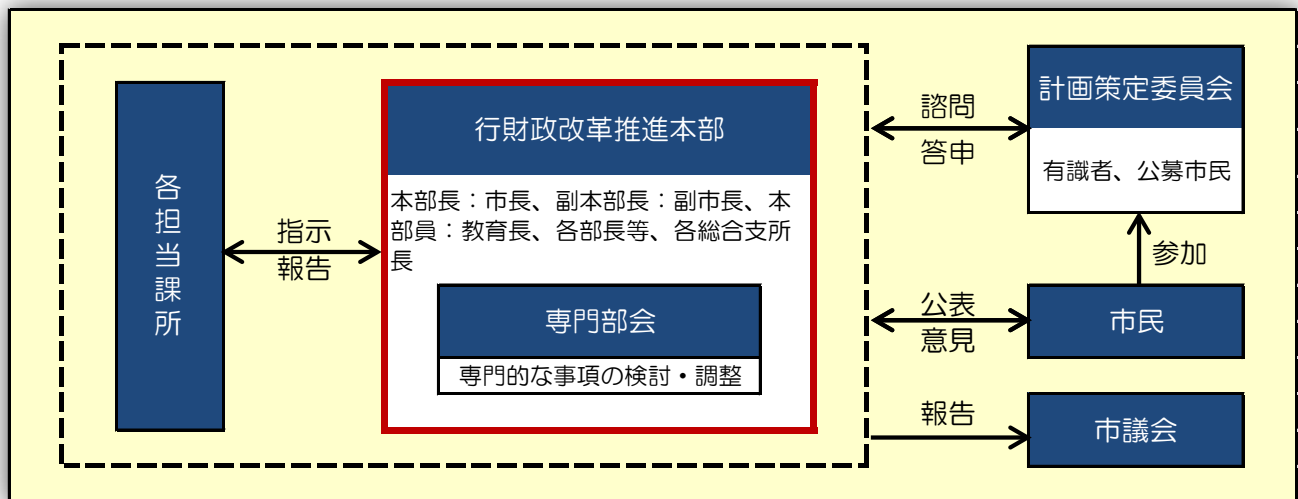 各担当課所
指示
報告
行財政改革推進本部
本部長：市長、副本部長：副市長、本
部員：教育長、各部長等、各総合支所
長
専門部会
専門的な事項の検討・調整
諮問
答申
計画策定委員会
有識者、公募市民
参加
公表
意見
市民
報告
市議会